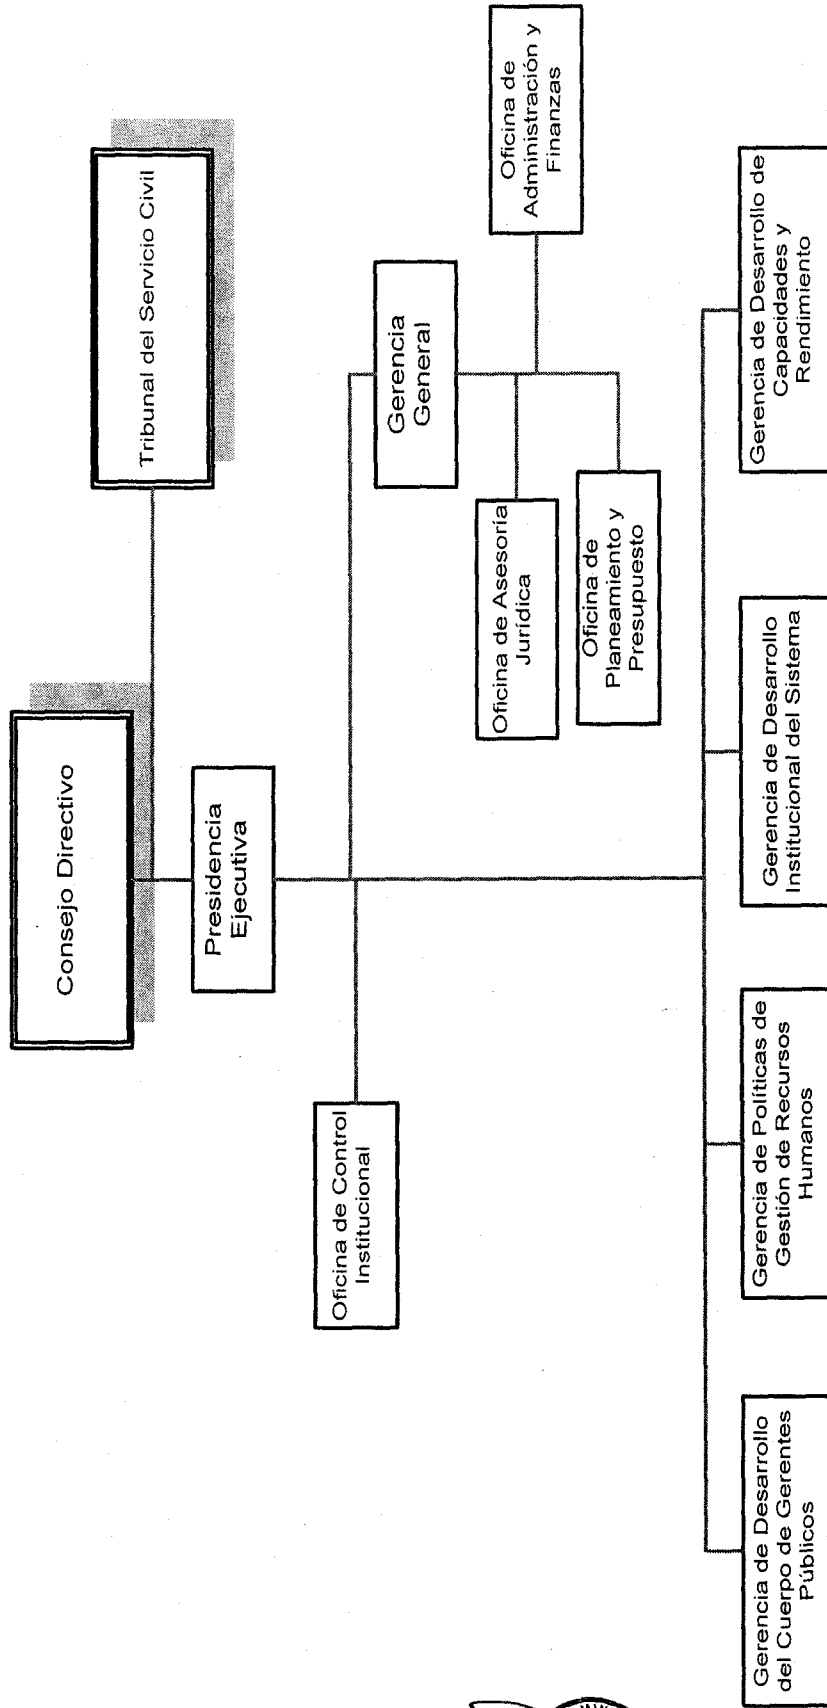 Consejo Directivo
Tribunal del Servicio Civil
Presidencia
Ejecutiva
Oficina de Control
Institucional
Gerencia
General
Oficina de Asesoría
Jurídica
Oficina de
Administración y
Finanzas
Oficina de
Planeamiento y
Presupuesto
Gerencia de Desarrollo
del Cuerpo de Gerentes
Públicos
Gerencia de Políticas de
Gestión de Recursos
Humanos
Gerencia de Desarrollo
Institucional del Sistema
Gerencia de Desarrollo de
Capacidades y
Rendimiento